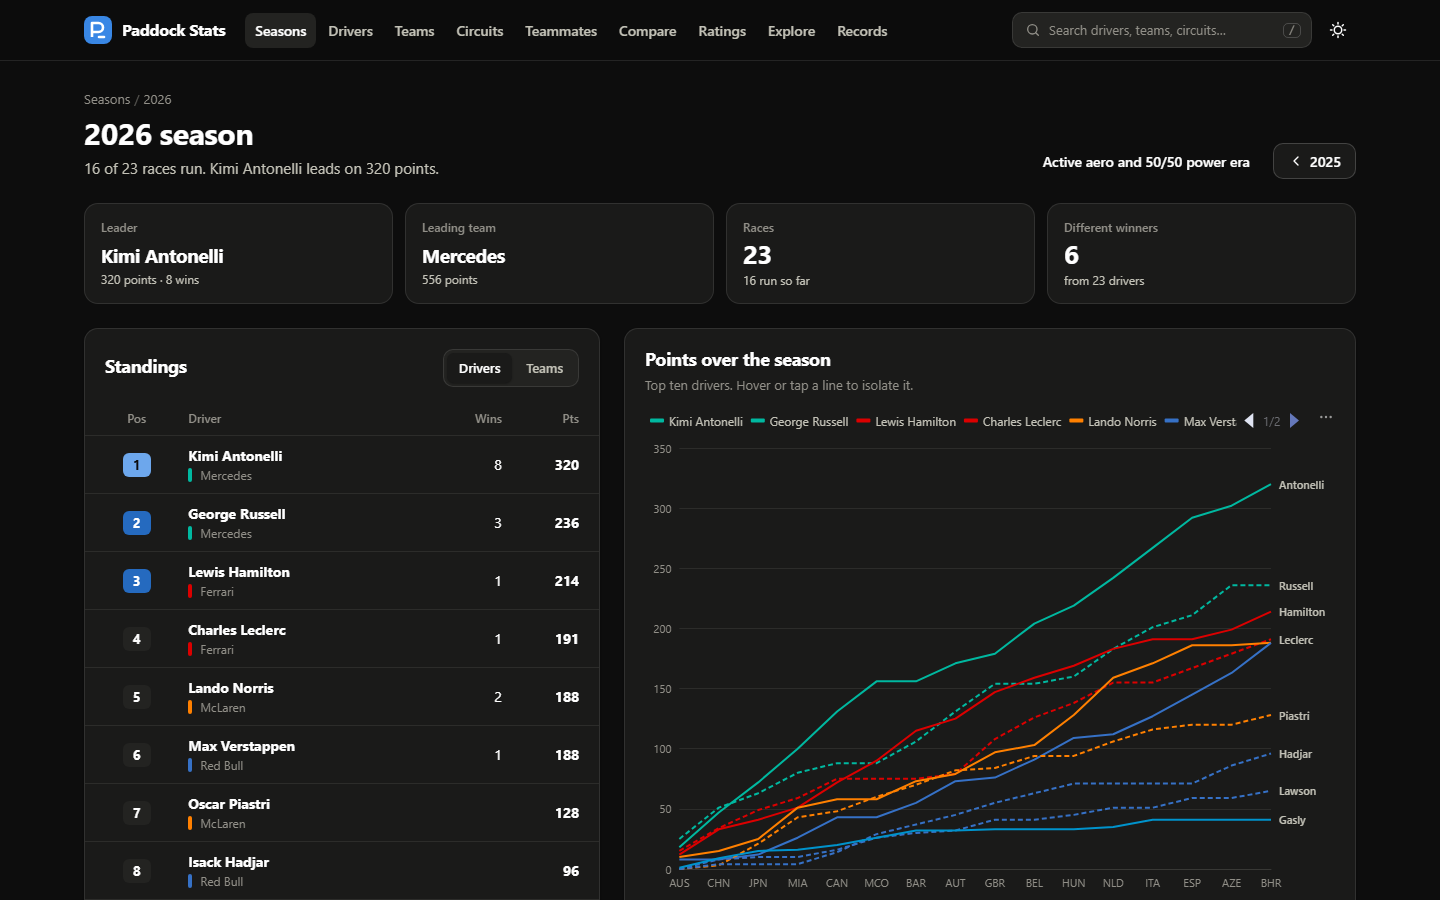 Paddock Stats Seasons Drivers Teams Circuits Teammates Compare Ratings Explore Records Search drivers, teams, circuits... /
Seasons / 2026
2026 season
16 of 23 races run. Kimi Antonelli leads on 320 points.
Active aero and 50/50 power era
2025
Leader
Kimi Antonelli
320 points · 8 wins
Leading team
Mercedes
556 points
Races
23
16 run so far
Different winners
6
from 23 drivers
Standings
Drivers Teams
Pos Driver Wins Pts
1 Kimi Antonelli 8 320
Mercedes
2 George Russell 3 236
Mercedes
3 Lewis Hamilton 1 214
Ferrari
4 Charles Leclerc 1 191
Ferrari
5 Lando Norris 2 188
McLaren
6 Max Verstappen 1 188
Red Bull
7 Oscar Piastri 128
McLaren
8 Isack Hadjar 96
Red Bull
Points over the season
Top ten drivers. Hover or tap a line to isolate it.
Kimi Antonelli George Russell Lewis Hamilton Charles Leclerc Lando Norris Max Verst 1/2 ...
350
300
250
200
150
100
50
0
Antonelli
Russell
Hamilton
Leclerc
Piastri
Hadjar
Lawson
Gasly
AUS CHN JPN MIA CAN MCO BAR AUT GBR BEL HUN NLD ITA ESP AZE BHR